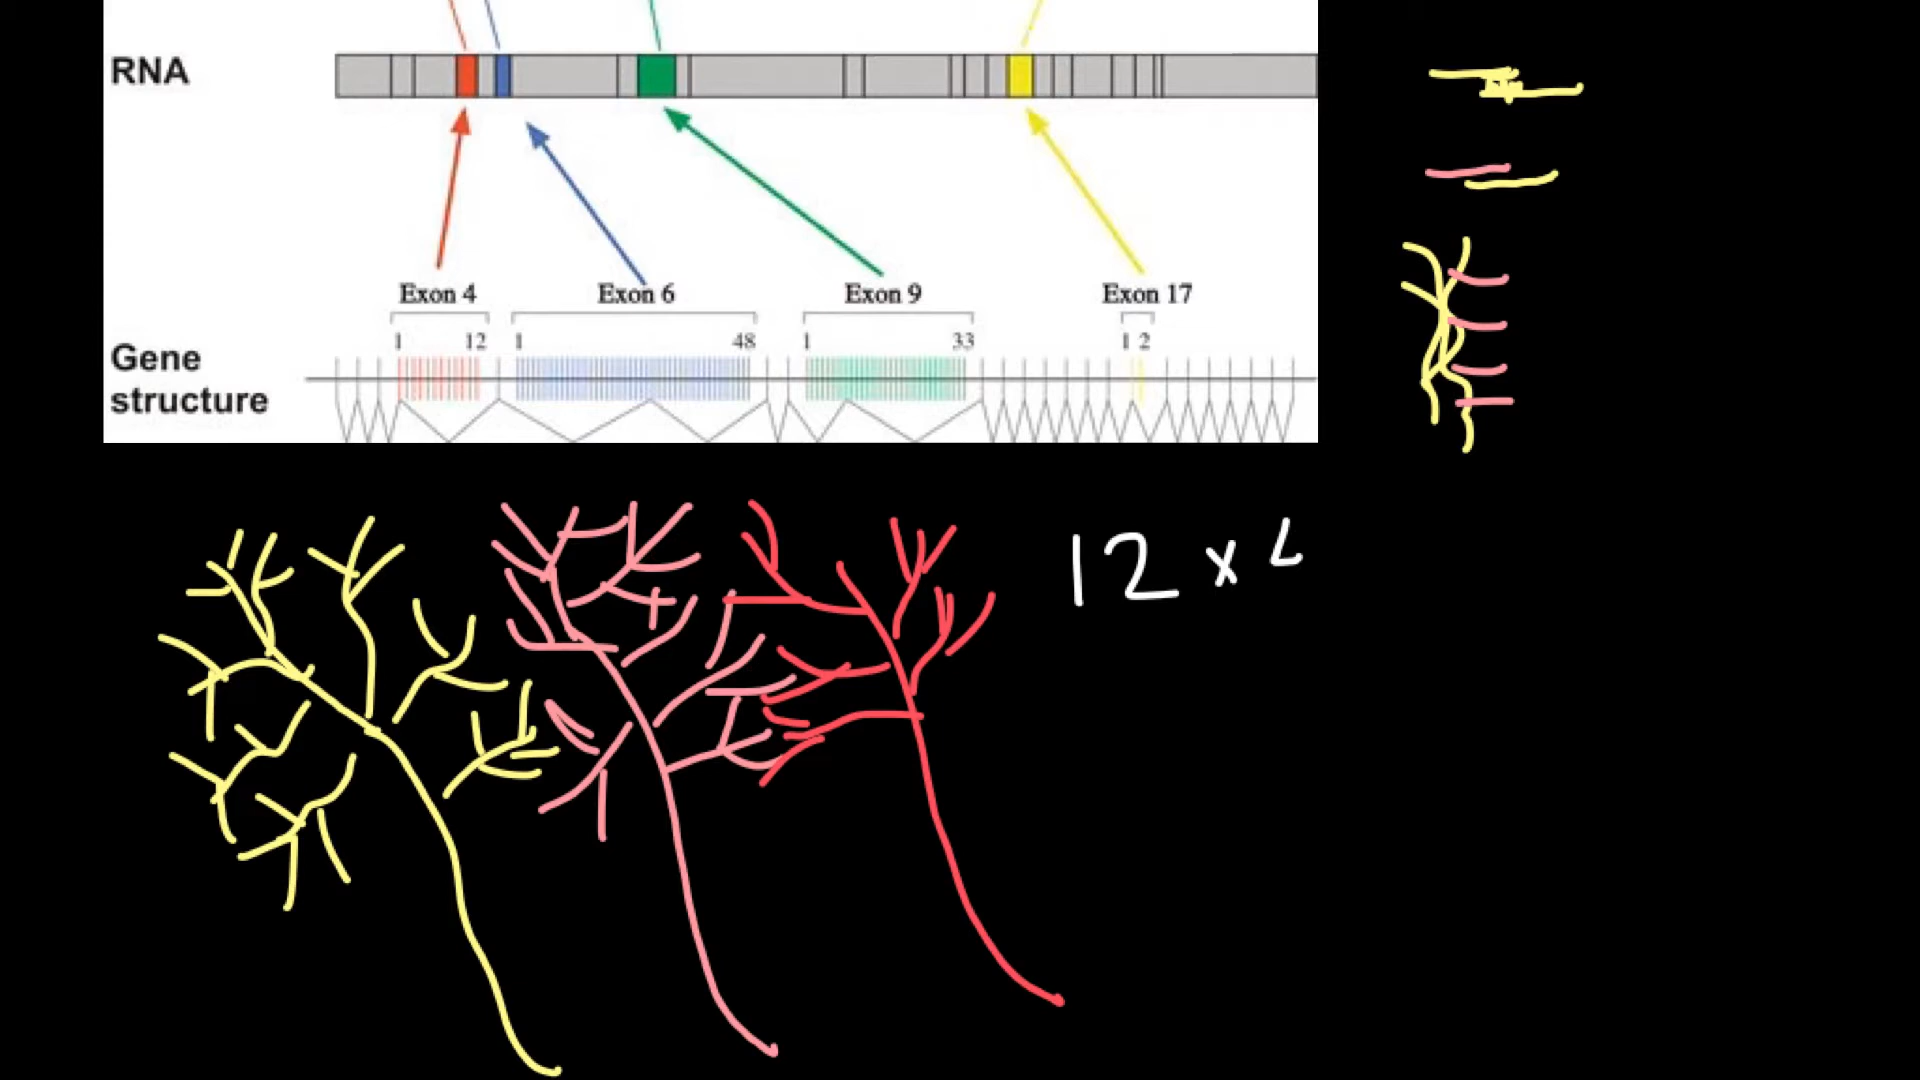 RNA
Exon 4 Exon 6 Exon 9 Exon 17
1 12 1 48 1 33 1 2
Gene
structure
12 x